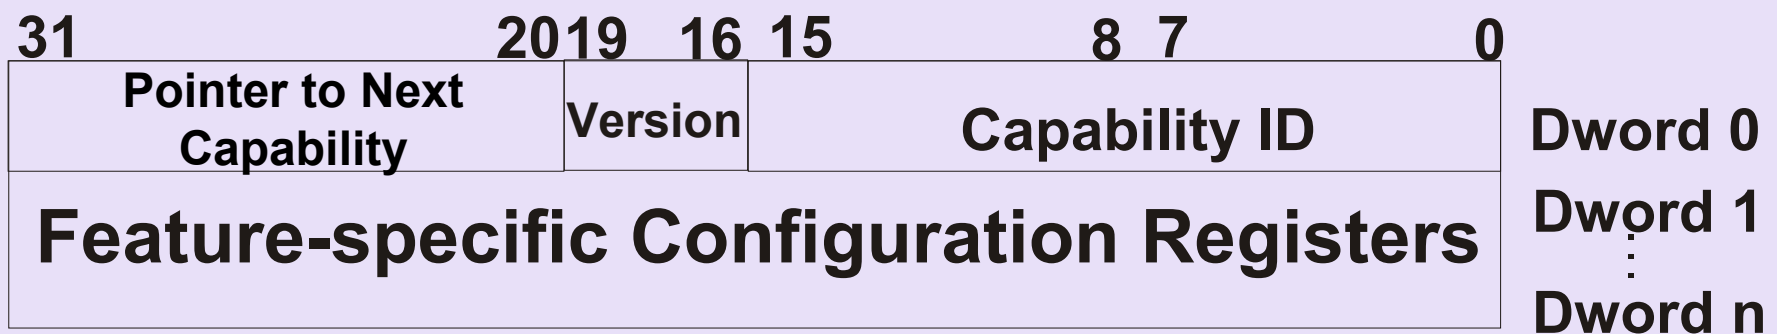 31 20 19 16 15 8 7 0
Pointer to Next
Capability
Version
Capability ID
Dword 0
Feature-specific Configuration Registers
Dword 1
:
Dword n